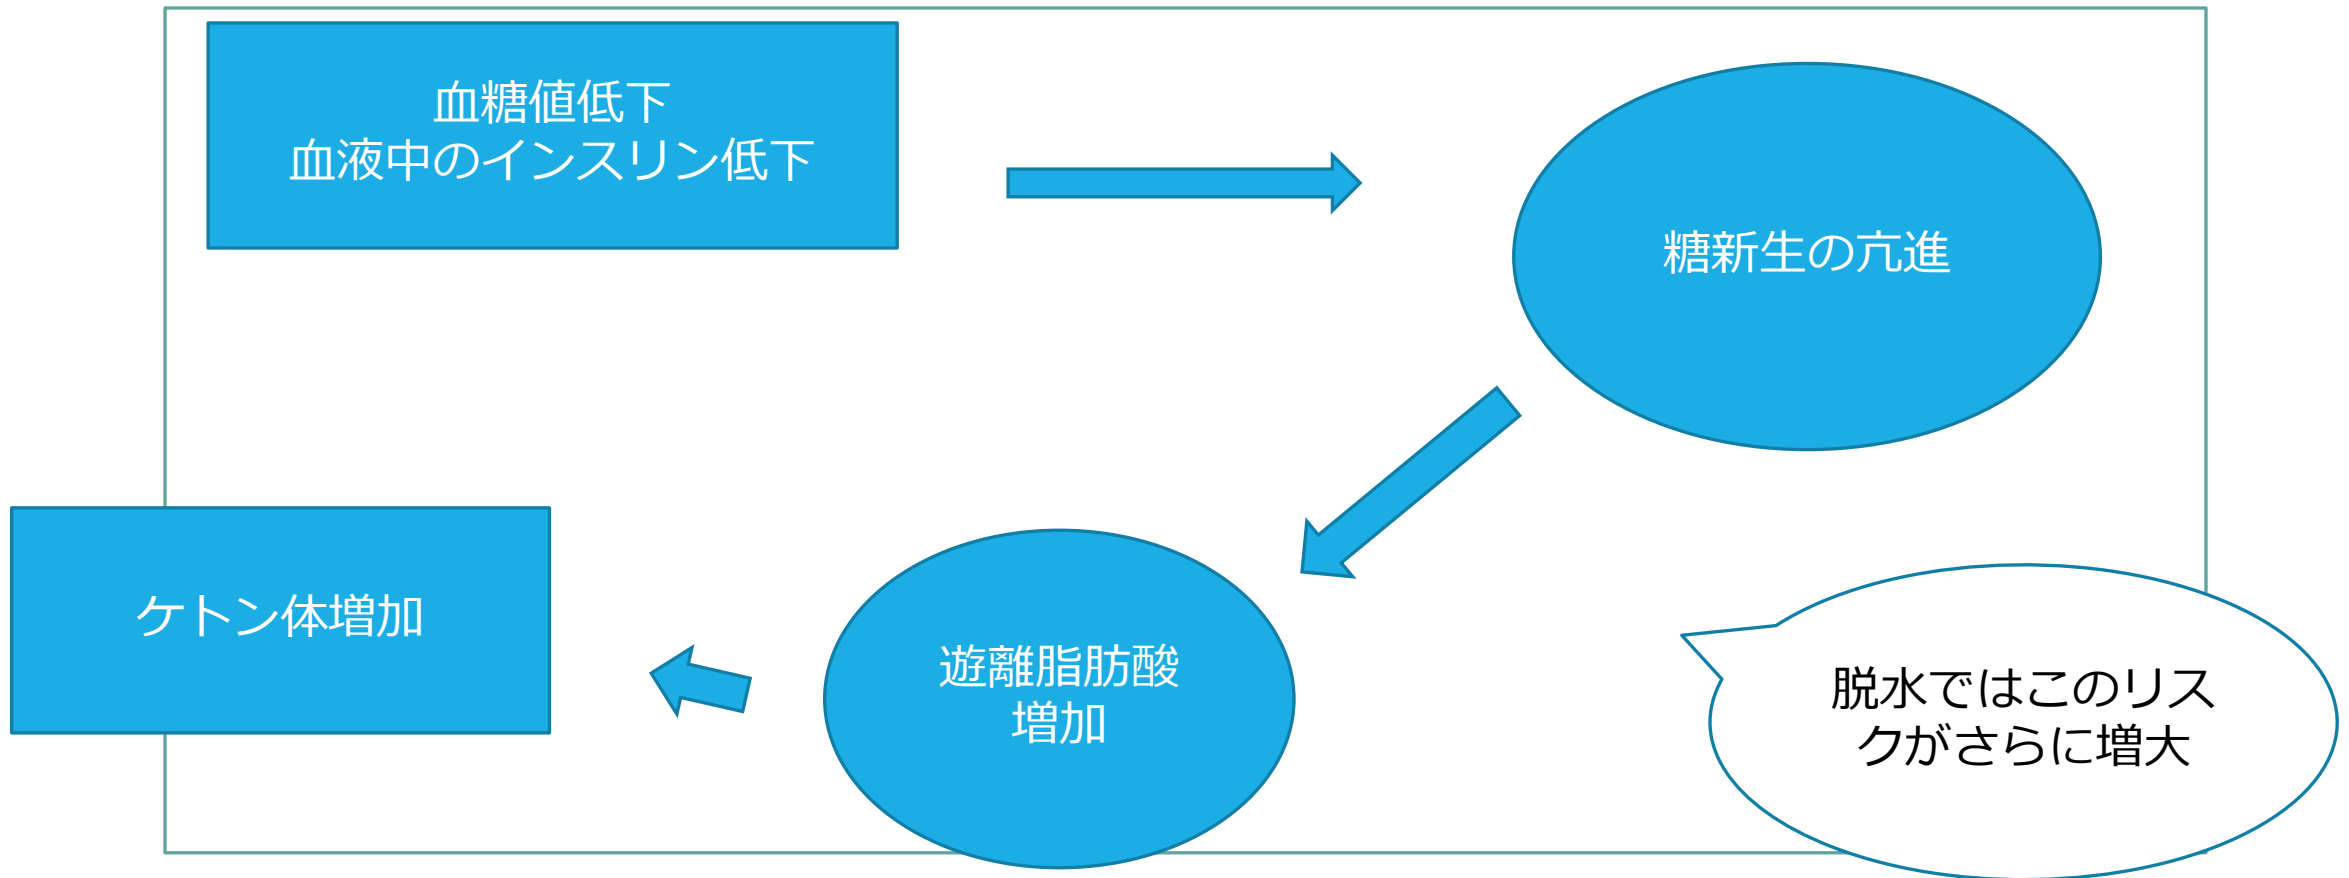 血糖値低下
血液中のインスリン低下
糖新生の亢進
ケトン体増加
遊離脂肪酸
増加
脱水ではこのリス
クがさらに増大